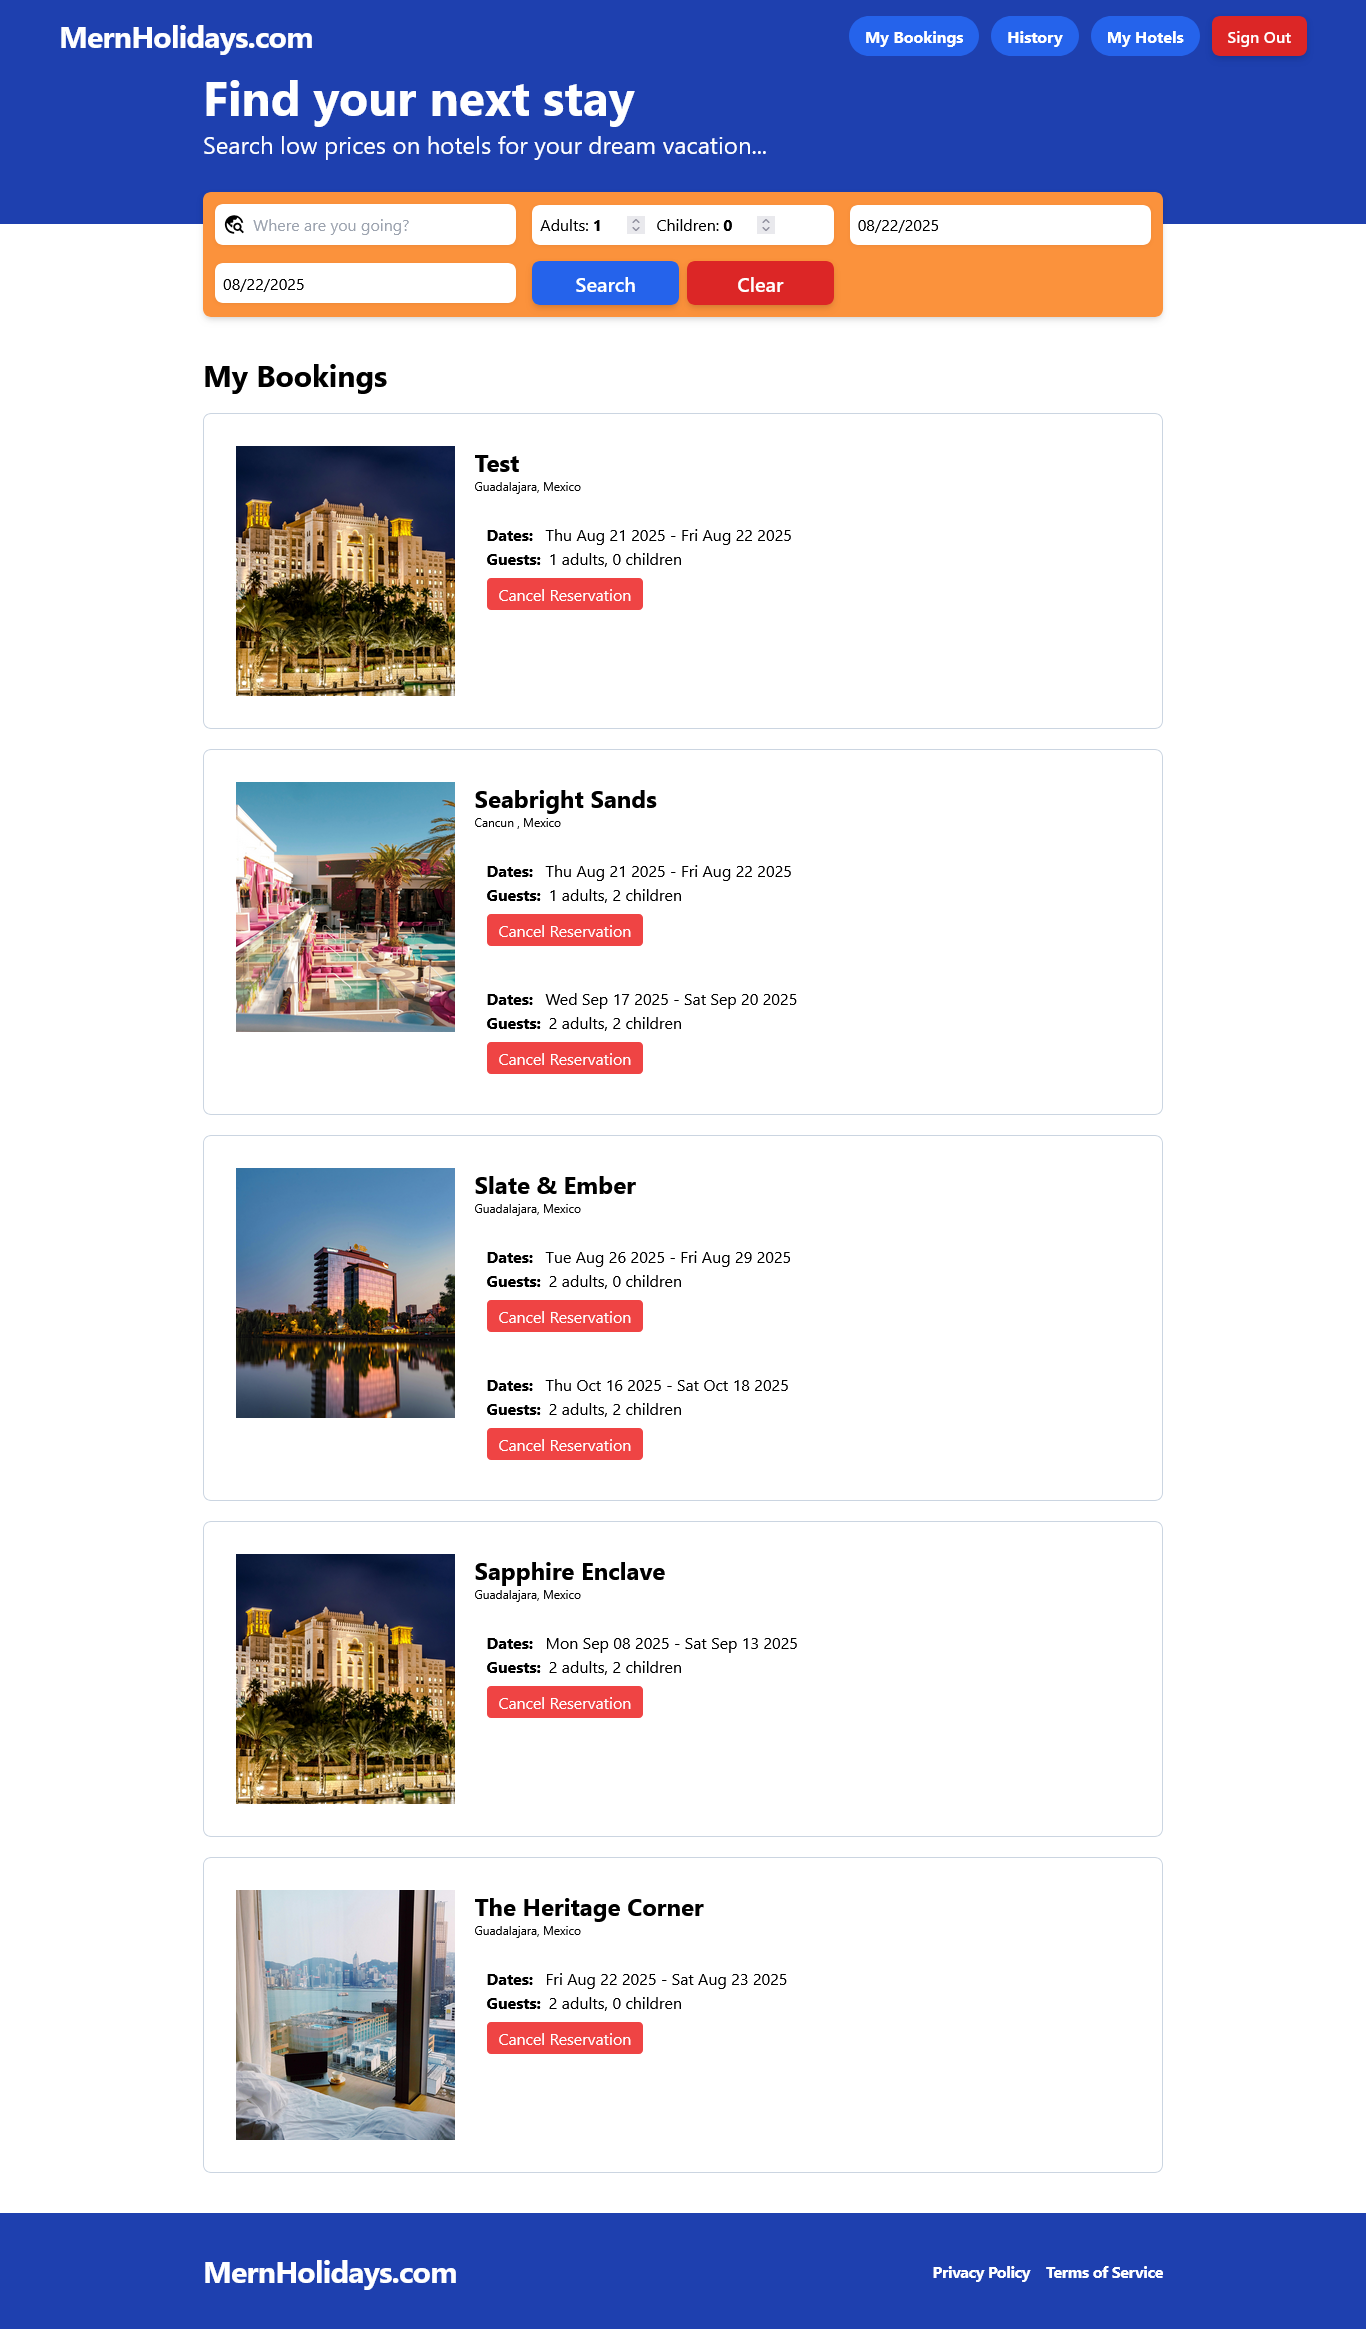 MernHolidays.com
My Bookings
History
My Hotels
Sign Out
Find your next stay
Search low prices on hotels for your dream vacation...
Where are you going?
Adults: 1
Children: 0
08/22/2025
08/22/2025
Search
Clear
My Bookings
Test
Guadalajara, Mexico
Dates: Thu Aug 21 2025 - Fri Aug 22 2025
Guests: 1 adults, 0 children
Cancel Reservation
Seabright Sands
Cancun , Mexico
Dates: Thu Aug 21 2025 - Fri Aug 22 2025
Guests: 1 adults, 2 children
Cancel Reservation
Dates: Wed Sep 17 2025 - Sat Sep 20 2025
Guests: 2 adults, 2 children
Cancel Reservation
Slate & Ember
Guadalajara, Mexico
Dates: Tue Aug 26 2025 - Fri Aug 29 2025
Guests: 2 adults, 0 children
Cancel Reservation
Dates: Thu Oct 16 2025 - Sat Oct 18 2025
Guests: 2 adults, 2 children
Cancel Reservation
Sapphire Enclave
Guadalajara, Mexico
Dates: Mon Sep 08 2025 - Sat Sep 13 2025
Guests: 2 adults, 2 children
Cancel Reservation
The Heritage Corner
Guadalajara, Mexico
Dates: Fri Aug 22 2025 - Sat Aug 23 2025
Guests: 2 adults, 0 children
Cancel Reservation
MernHolidays.com
Privacy Policy
Terms of Service